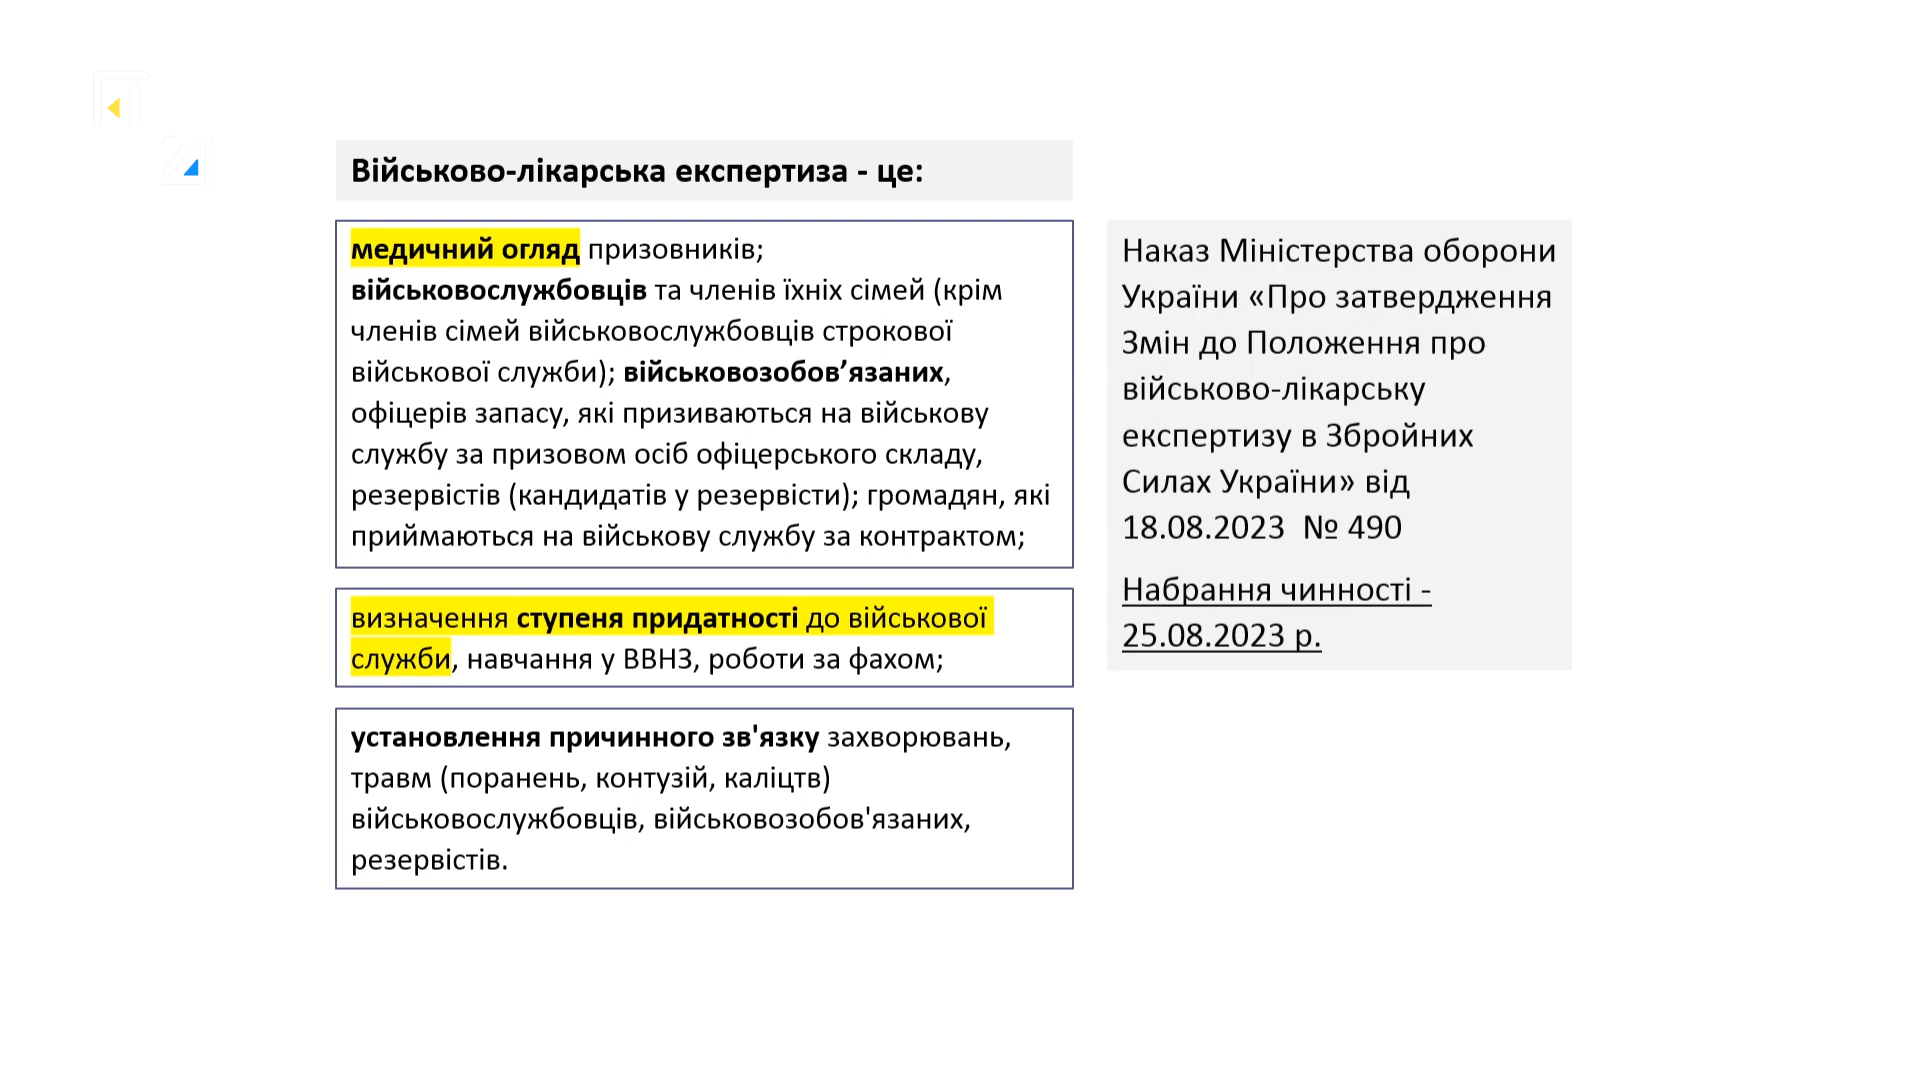 Військово-лікарська експертиза - це:
медичний огляд призовників;
військовослужбовців та членів їхніх сімей (крім
членів сімей військовослужбовців строкової
військової служби); військовозобов’язаних,
офіцерів запасу, які призиваються на військову
службу за призовом осіб офіцерського складу,
резервістів (кандидатів у резервісти); громадян, які
приймаються на військову службу за контрактом;
визначення ступеня придатності до військової
служби, навчання у ВВНЗ, роботи за фахом;
установлення причинного зв'язку захворювань,
травм (поранень, контузій, каліцтв)
військовослужбовців, військовозобов'язаних,
резервістів.
Наказ Міністерства оборони
України «Про затвердження
Змін до Положення про
військово-лікарську
експертизу в Збройних
Силах України» від
18.08.2023 № 490
Набрання чинності -
25.08.2023 р.